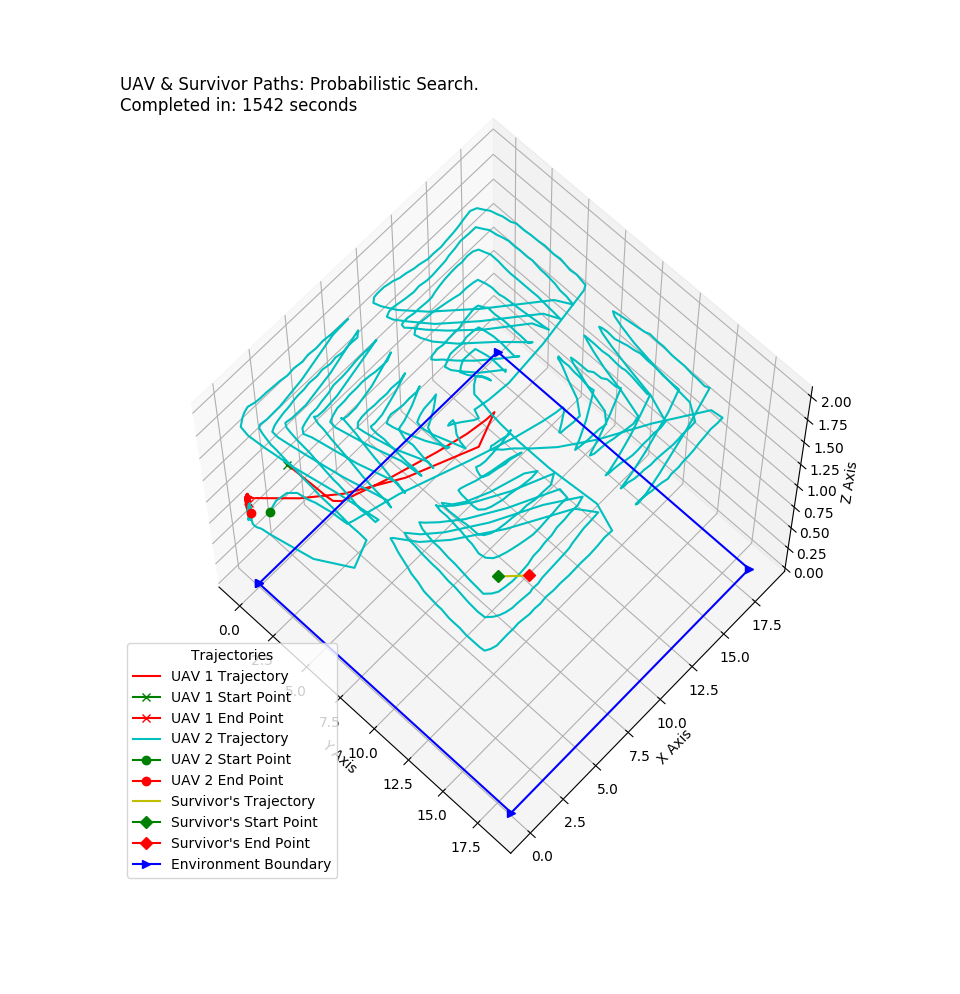 UAV & Survivor Paths: Probabilistic Search.
Completed in: 1542 seconds
2.00
1.75
1.50
1.25
1.00
0.75
0.50
0.25
0.00
Z Axis
17.5
15.0
12.5
10.0
7.5
5.0
2.5
0.0
X Axis
0.0
2.5
5.0
7.5
10.0
12.5
15.0
17.5
Y Axis
Trajectories
UAV 1 Trajectory
UAV 1 Start Point
UAV 1 End Point
UAV 2 Trajectory
UAV 2 Start Point
UAV 2 End Point
Survivor's Trajectory
Survivor's Start Point
Survivor's End Point
Environment Boundary